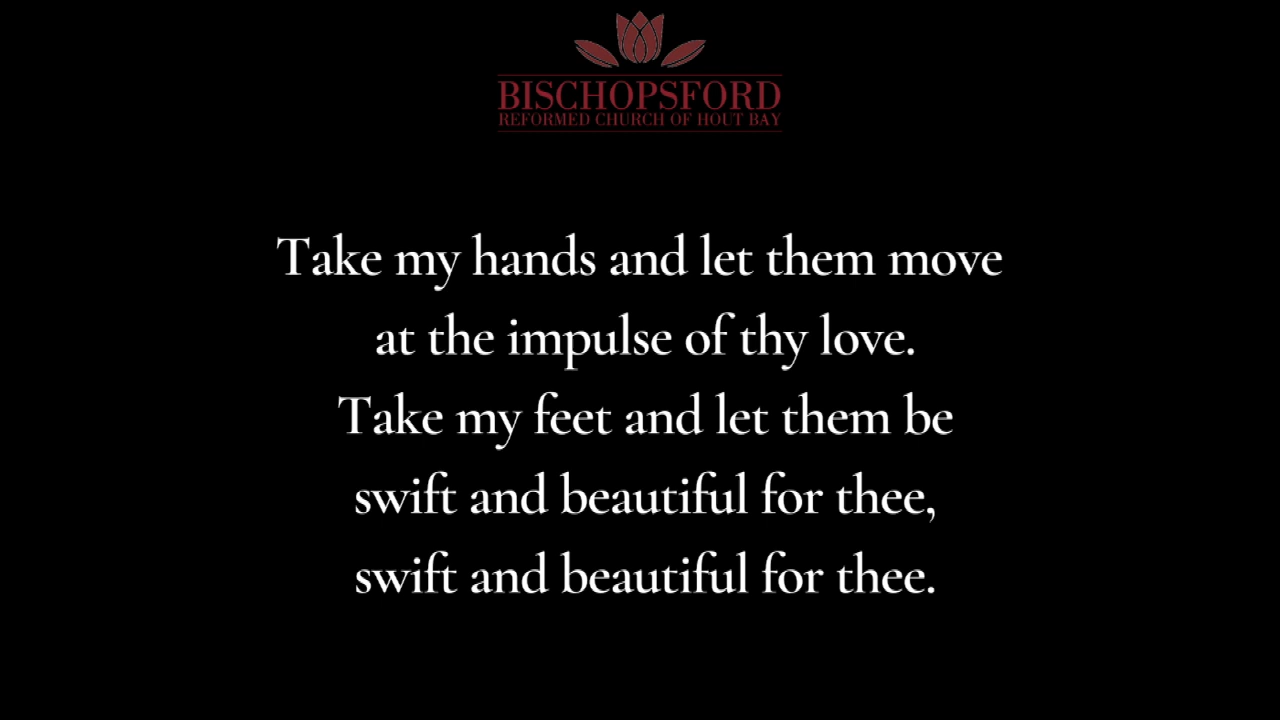 BISCHOPSFORD
REFORMED CHURCH OF HOUT BAY
Take my hands and let them move
at the impulse of thy love.
Take my feet and let them be
swift and beautiful for thee,
swift and beautiful for thee.